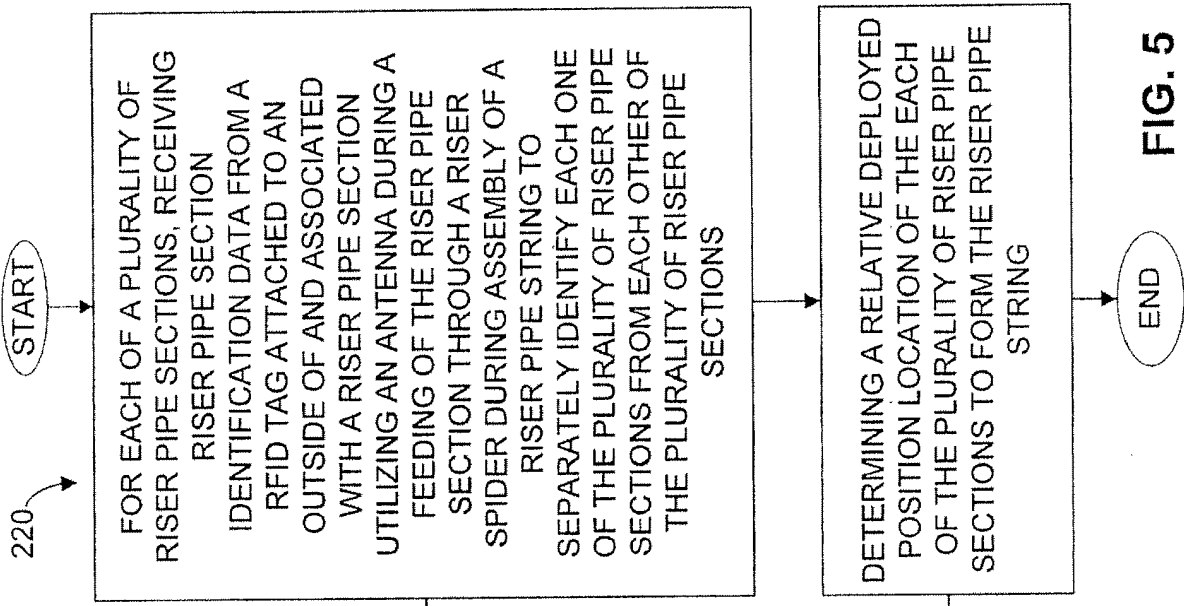 220
START
FOR EACH OF A PLURALITY OF
RISER PIPE SECTIONS, RECEIVING
RISER PIPE SECTION
IDENTIFICATION DATA FROM A
RFID TAG ATTACHED TO AN
OUTSIDE OF AND ASSOCIATED
WITH A RISER PIPE SECTION
UTILIZING AN ANTENNA DURING A
FEEDING OF THE RISER PIPE
SECTION THROUGH A RISER
SPIDER DURING ASSEMBLY OF A
RISER PIPE STRING TO
SEPARATELY IDENTIFY EACH ONE
OF THE PLURALITY OF RISER PIPE
SECTIONS FROM EACH OTHER OF
THE PLURALITY OF RISER PIPE
SECTIONS
DETERMINING A RELATIVE DEPLOYED
POSITION LOCATION OF THE EACH
OF THE PLURALITY OF RISER PIPE
SECTIONS TO FORM THE RISER PIPE
STRING
END
FIG. 5